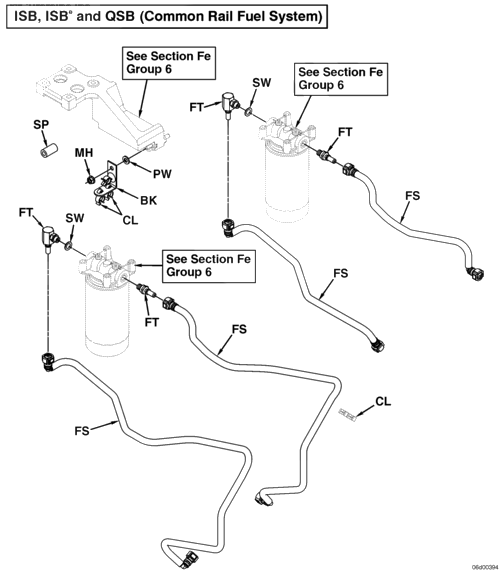 ISB, ISBe and QSB (Common Rail Fuel System)
See Section Fe
Group 6
See Section Fe
Group 6
SW
FT
SP
FT
MH
PW
BK
FS
CL
FT
SW
See Section Fe
Group 6
FS
FT
FS
CL
FS
06d00394